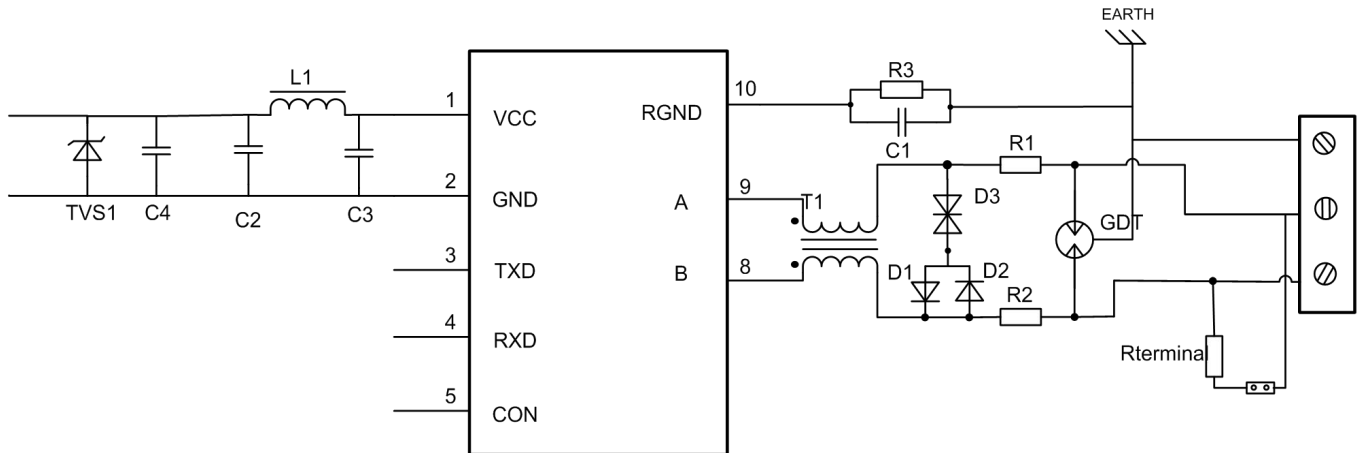 EARTH
L1
R3
1
10
VCC
RGND
C1
R1
2
9
TVS1
C4
C2
C3
GND
A
T1
D3
GDT
3
8
TXD
B
D1
D2
R2
4
RXD
Rterminal
5
CON